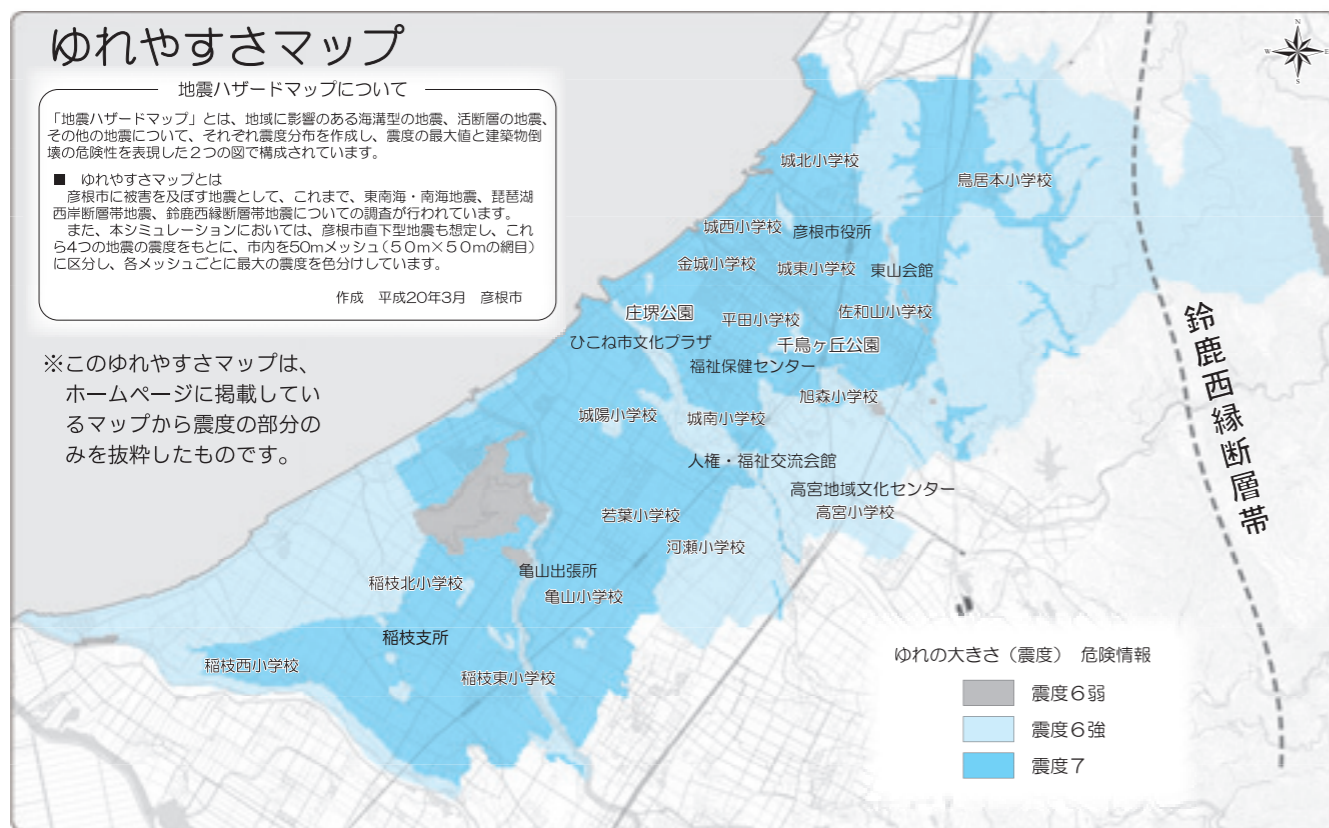 ゆれやすさマップ
地震ハザードマップについて
「地震ハザードマップ」とは、地域に影響のある海溝型の地震、活断層の地震、
その他の地震について、それぞれ震度分布を作成し、震度の最大値と建築物倒
壊の危険性を表現した２つの図で構成されています。
■　ゆれやすさマップとは
　彦根市に被害を及ぼす地震として、これまで、東南海・南海地震、琵琶湖
西岸断層帯地震、鈴鹿西縁断層帯地震についての調査が行われています。
　また、本シミュレーションにおいては、彦根市直下型地震も想定し、これ
ら4つの地震の震度をもとに、市内を50mメッシュ（５０ｍ×５０ｍの網目）
に区分し、各メッシュごとに最大の震度を色分けしています。
作成　平成20年3月　彦根市
※このゆれやすさマップは、
ホームページに掲載してい
るマップから震度の部分の
みを抜粋したものです。
N
W
E
S
城北小学校
鳥居本小学校
城西小学校
彦根市役所
金城小学校
城東小学校
東山会館
庄堺公園
平田小学校
佐和山小学校
ひこね市文化プラザ
千鳥ヶ丘公園
福祉保健センター
旭森小学校
城陽小学校
城南小学校
人権・福祉交流会館
高宮地域文化センター
高宮小学校
若葉小学校
河瀬小学校
亀山出張所
稲枝北小学校
亀山小学校
稲枝支所
稲枝西小学校
稲枝東小学校
鈴鹿西縁断層帯
ゆれの大きさ（震度）　危険情報
震度６弱
震度６強
震度７